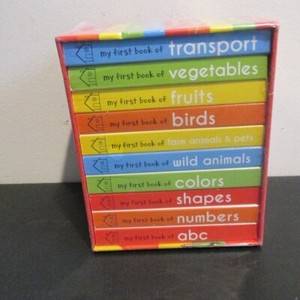 my first book of transport
my first book of vegetables
my first book of fruits
my first book of birds
my first book of farm animals & pets
my first book of wild animals
my first book of colors
my first book of shapes
my first book of numbers
my first book of abc